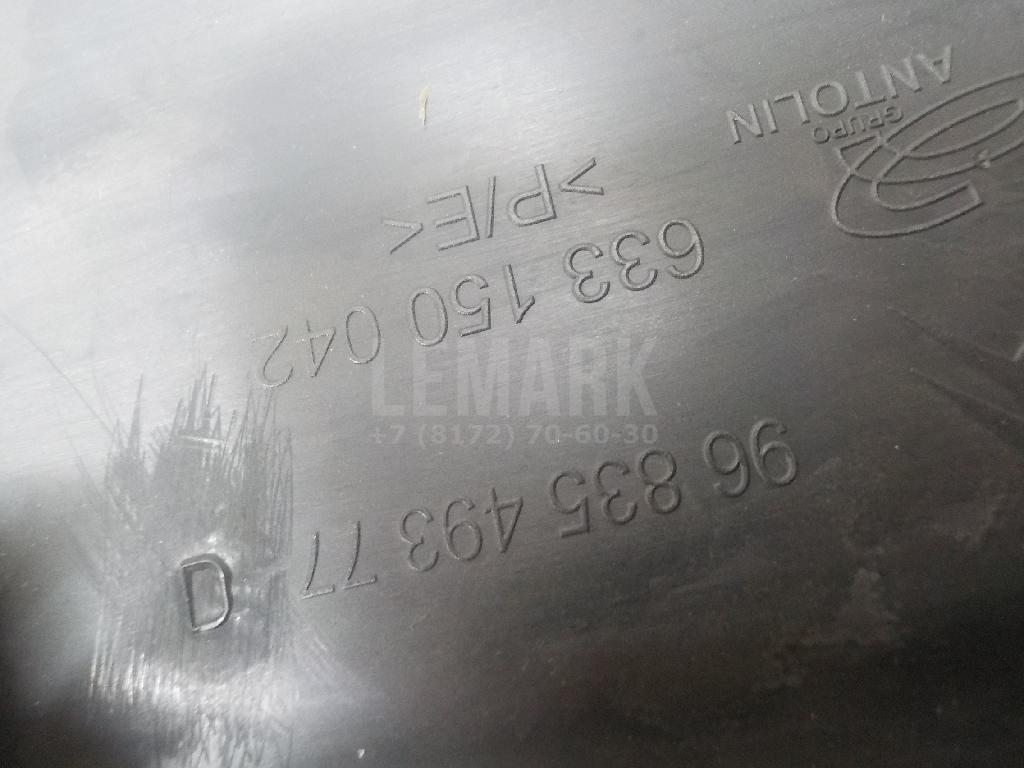 GRUPO
ANTOLIN
>P/E<
633 150 042
LEMARK
+7 (8172) 70-60-30
96 835 493 77
D